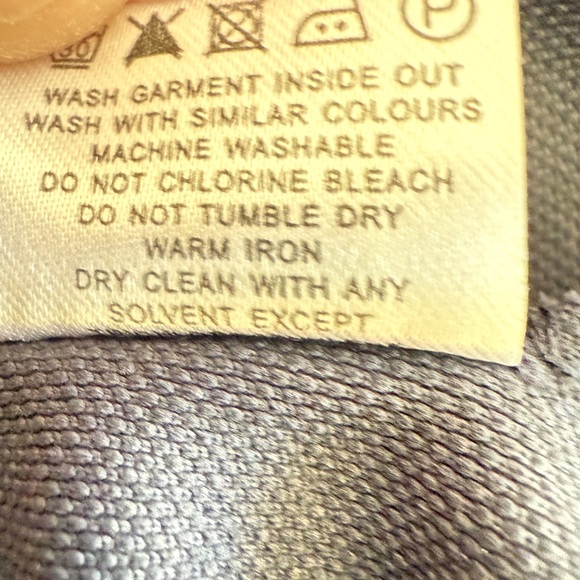 30 P
WASH GARMENT INSIDE OUT
WASH WITH SIMILAR COLOURS
MACHINE WASHABLE
DO NOT CHLORINE BLEACH
DO NOT TUMBLE DRY
WARM IRON
DRY CLEAN WITH ANY
SOLVENT EXCEPT